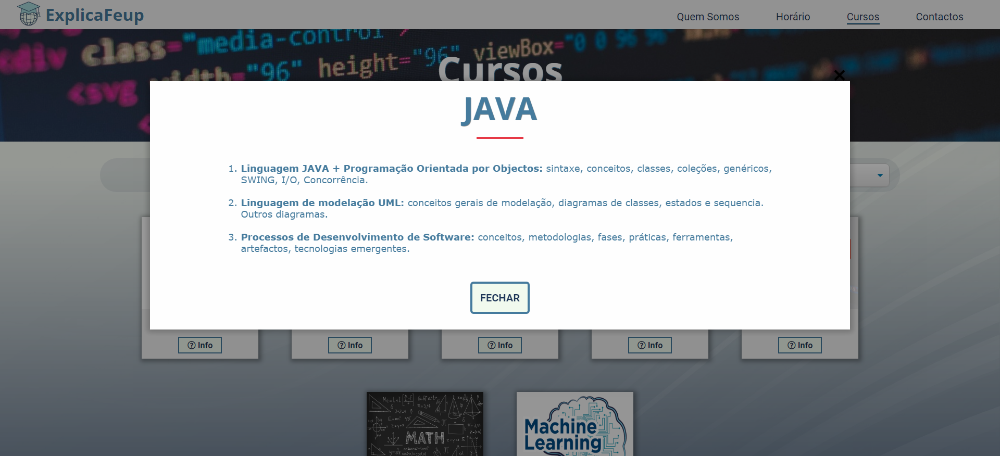 ExplicaFeup
Quem Somos
Horário
Cursos
Contactos
class="media-control
<div
width="96" height="96" viewBox="0 0 96 96"
<svg
Cursos
JAVA
1. Linguagem JAVA + Programação Orientada por Objectos: sintaxe, conceitos, classes, coleções, genéricos,
SWING, I/O, Concorrência.
2. Linguagem de modelação UML: conceitos gerais de modelação, diagramas de classes, estados e sequencia.
Outros diagramas.
3. Processos de Desenvolvimento de Software: conceitos, metodologias, fases, práticas, ferramentas,
artefactos, tecnologias emergentes.
FECHAR
Info
Info
Info
Info
Info
MATH
Machine
Learning